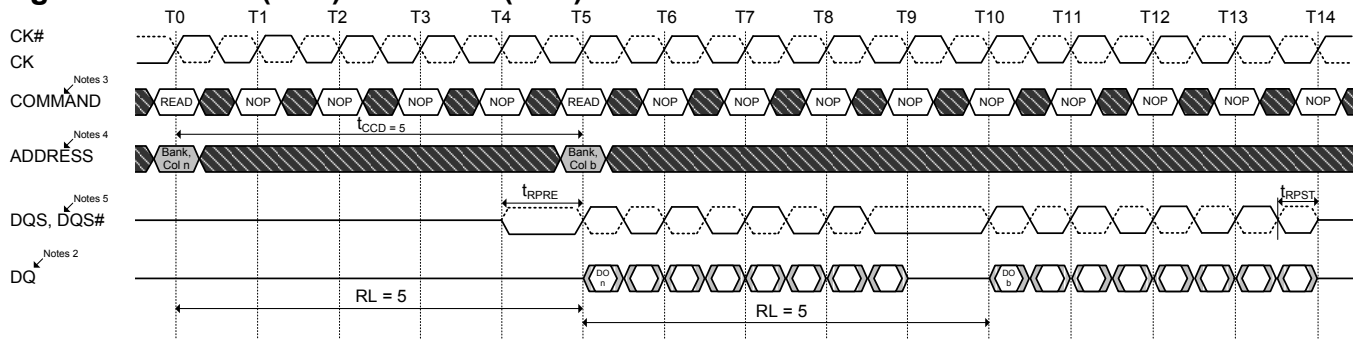 T0 T1 T2 T3 T4 T5 T6 T7 T8 T9 T10 T11 T12 T13 T14
CK#
CK
Notes 3
COMMAND READ NOP NOP NOP NOP READ NOP NOP NOP NOP NOP NOP NOP NOP NOP
tCCD = 5
Notes 4
ADDRESS
Bank, Col n
Bank, Col b
tRPRE
tRPST
Notes 5
DQS, DQS#
Notes 2
DQ
DO n
DO b
RL = 5
RL = 5